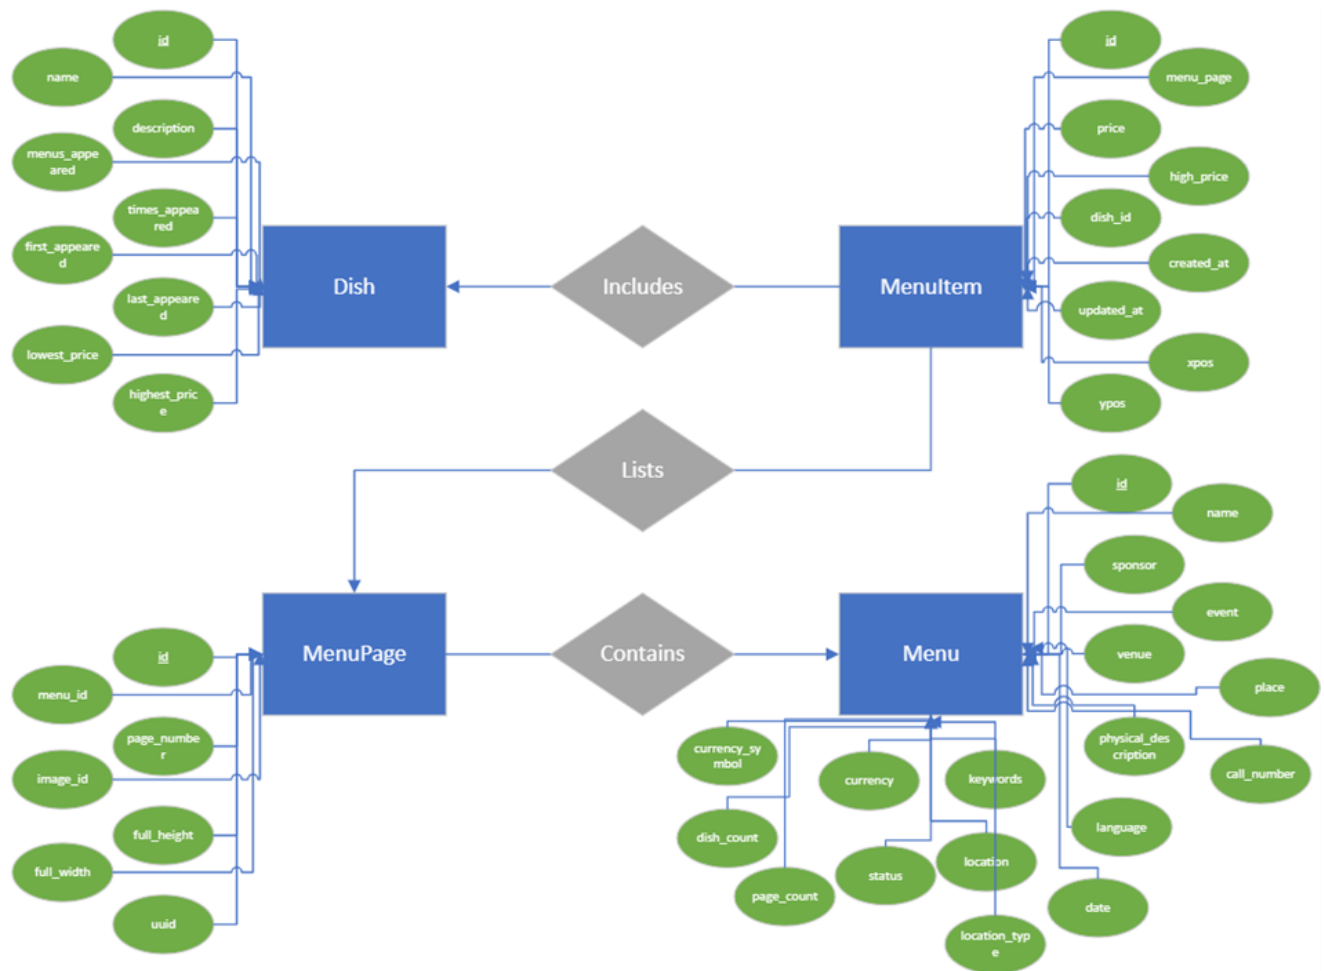 id
name
description
menus_appe
ared
times_appea
red
first_appeare
d
last_appeare
d
lowest_price
highest_pric
e
Dish
Includes
MenuItem
id
menu_page
price
high_price
dish_id
created_at
updated_at
xpos
ypos
Lists
MenuPage
Contains
Menu
id
menu_id
page_numbe
r
image_id
full_height
full_width
uuid
id
name
sponsor
event
venue
place
physical_des
cription
call_number
language
date
currency_sy
mbol
currency
keywords
dish_count
status
location
page_count
location_typ
e